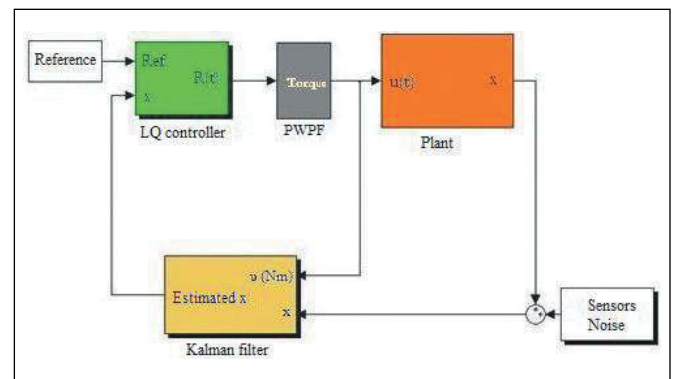 Reference
Ref
R(t)
x
LQ controller
Torque
PWPF
u(t)
x
Plant
υ (Nm)
Estimated x
x
Kalman filter
Sensors
Noise